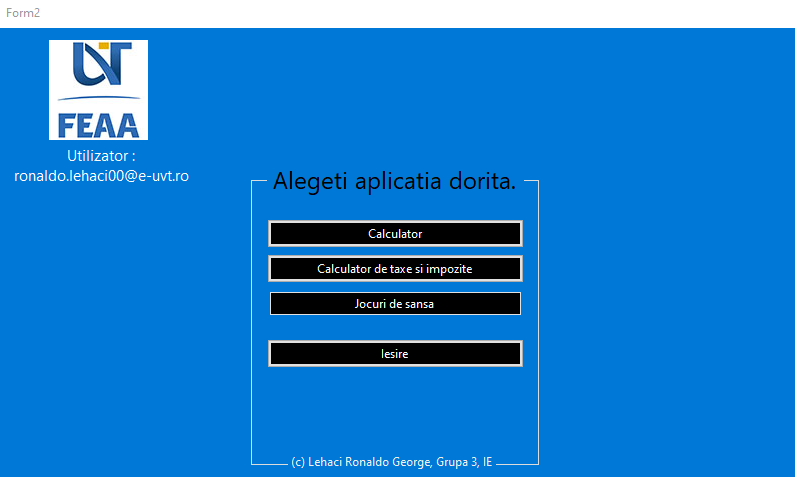 Form2
UVT
FEAA
Utilizator :
ronaldo.lehaci00@e-uvt.ro
Alegeti aplicatia dorita.
Calculator
Calculator de taxe si impozite
Jocuri de sansa
Iesire
(c) Lehaci Ronaldo George, Grupa 3, IE